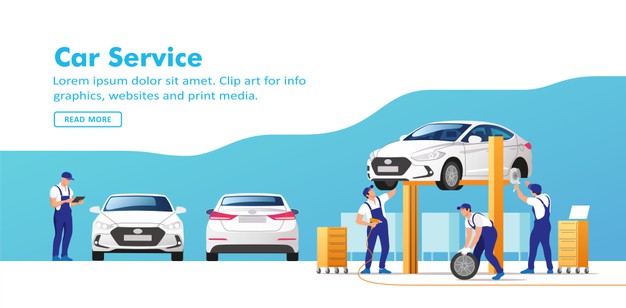 Car Service
Lorem ipsum dolor sit amet. Clip art for info
graphics, websites and print media.
READ MORE